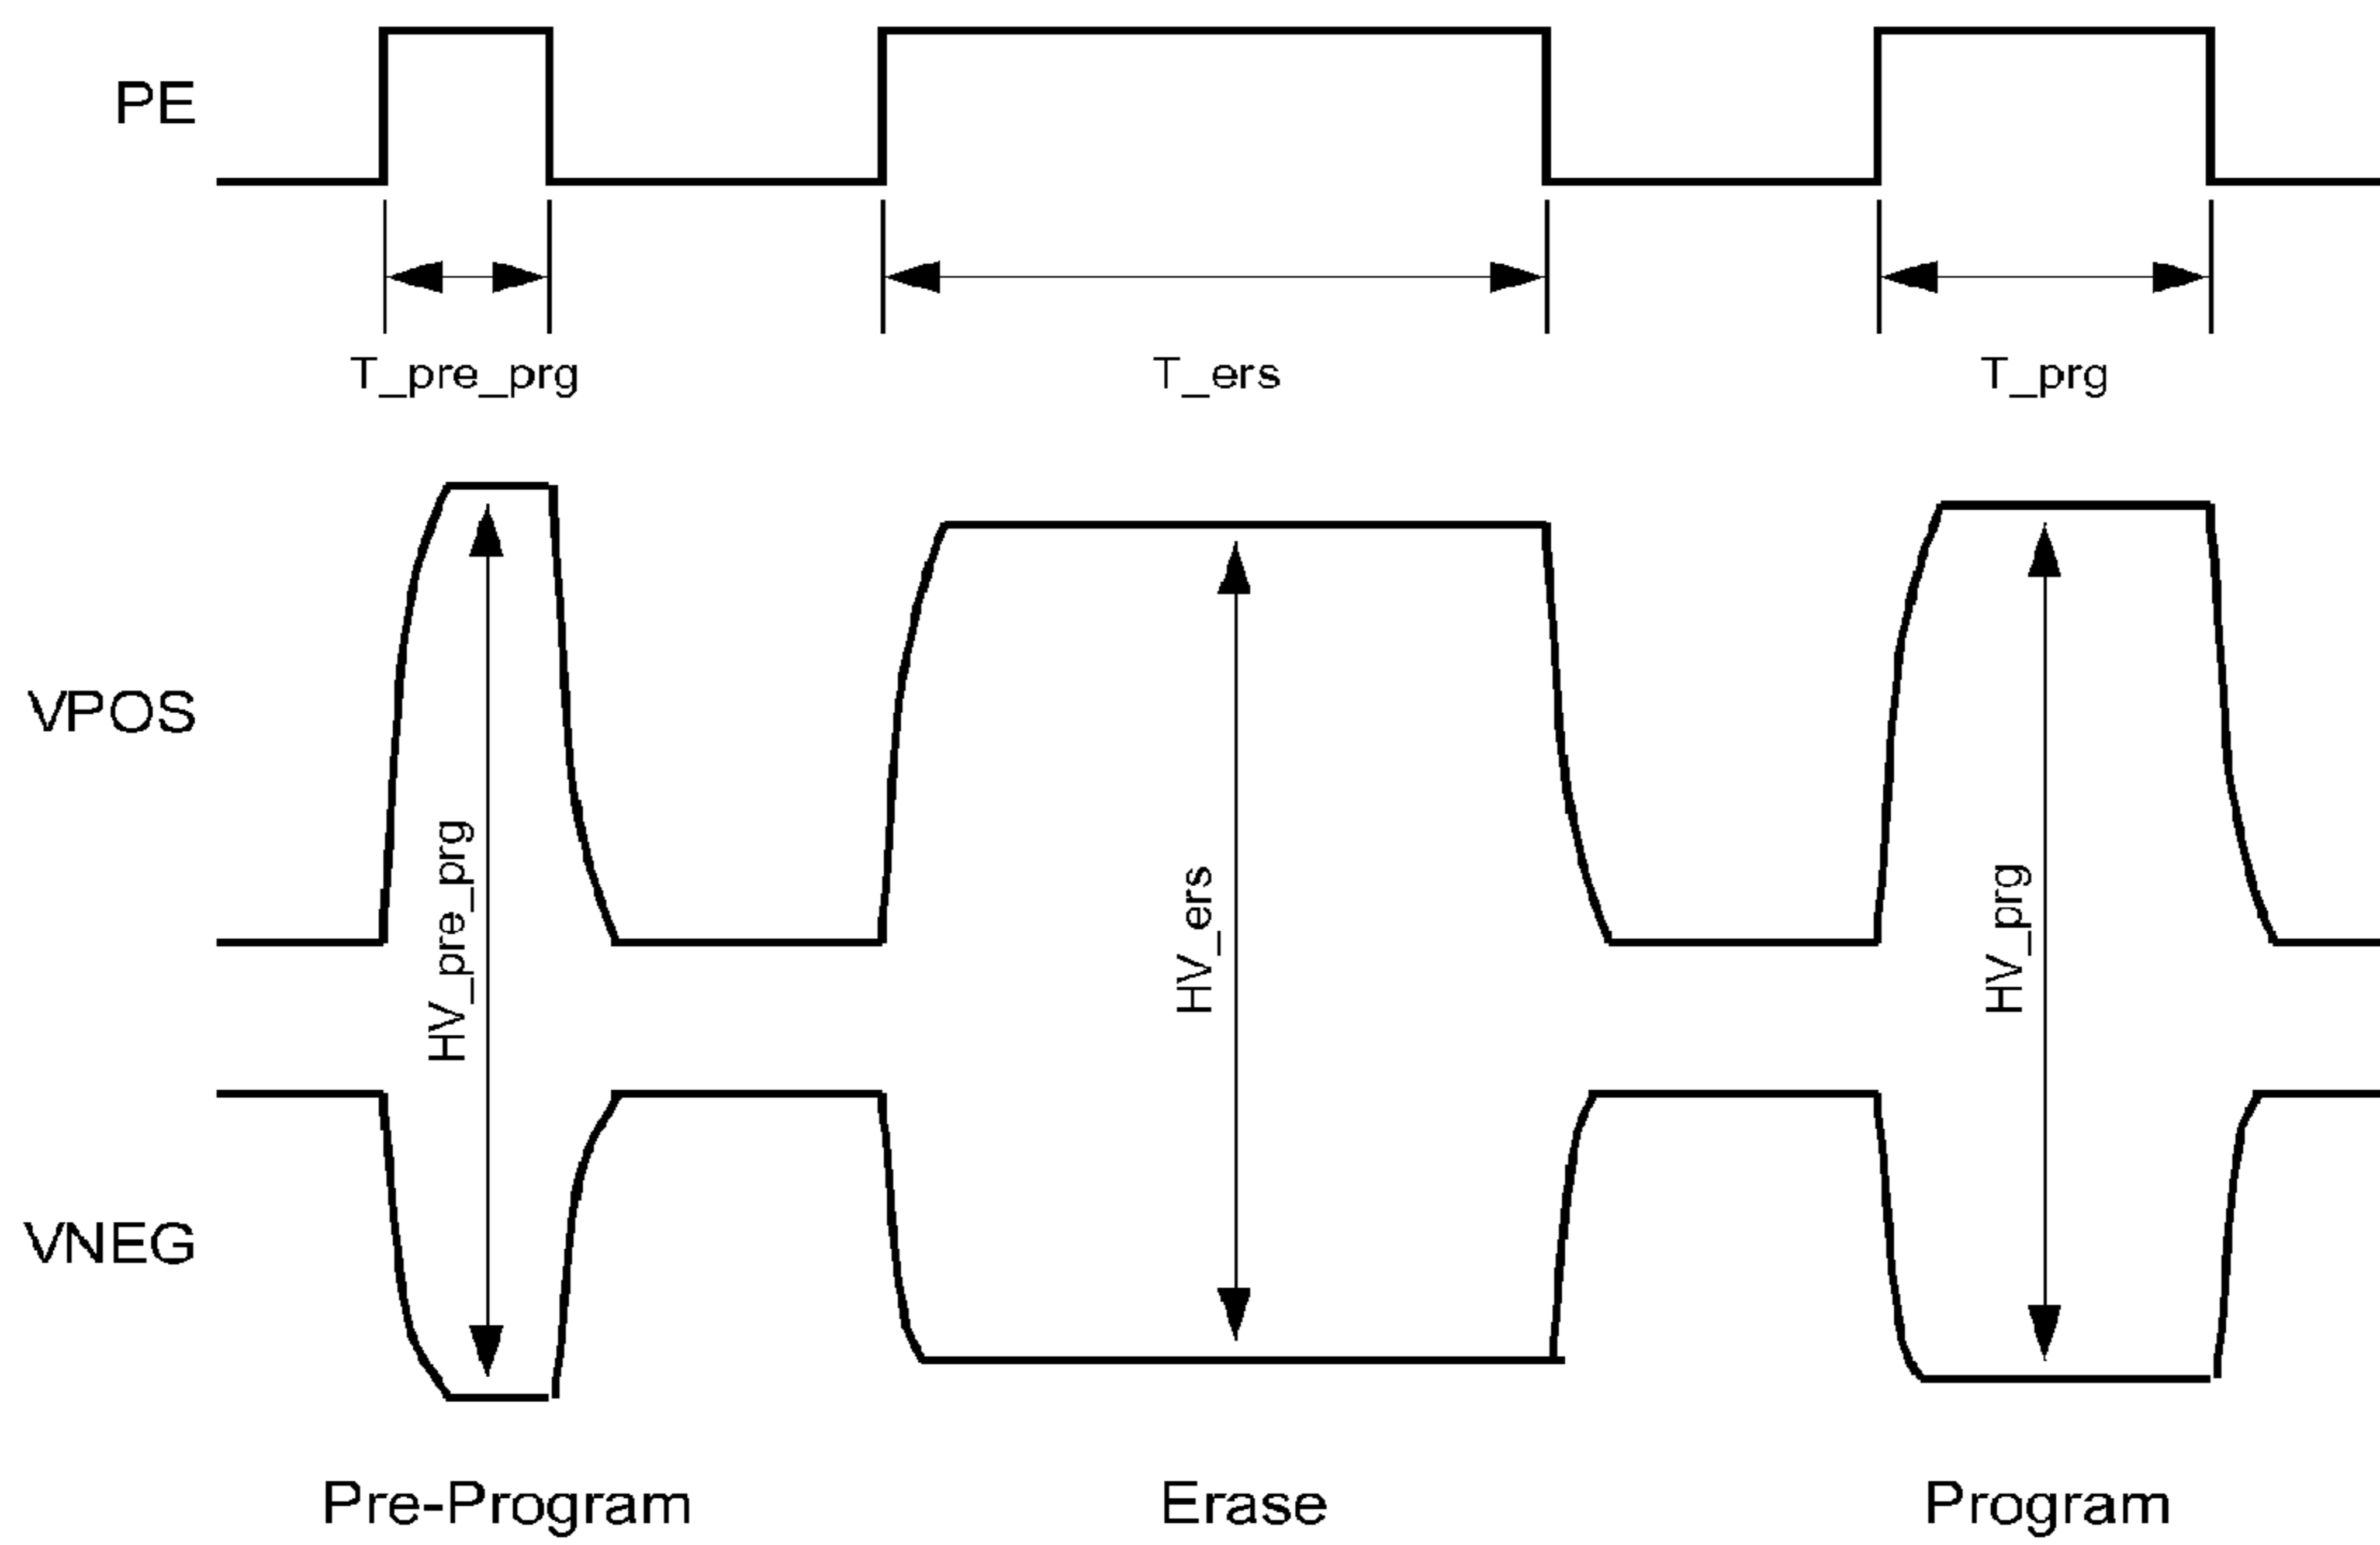 PE
T_pre_prg
T_ers
T_prg
VPOS
HV_pre_prg
HV_ers
HV_prg
VNEG
Pre-Program
Erase
Program